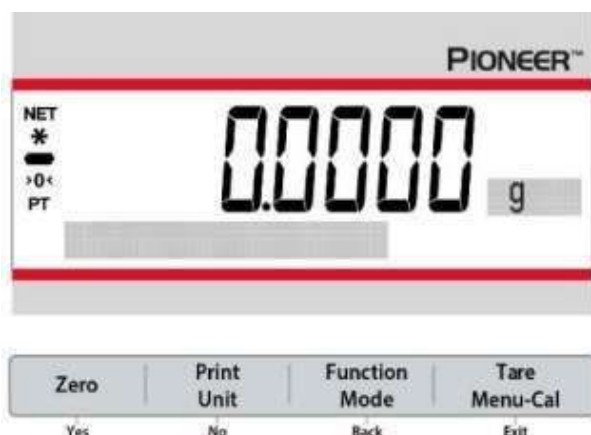 PIONEER™
NET
*
>0<
PT
0.0000
g
Zero
Print
Unit
Function
Mode
Tare
Menu-Cal
Yes
No
Back
Exit